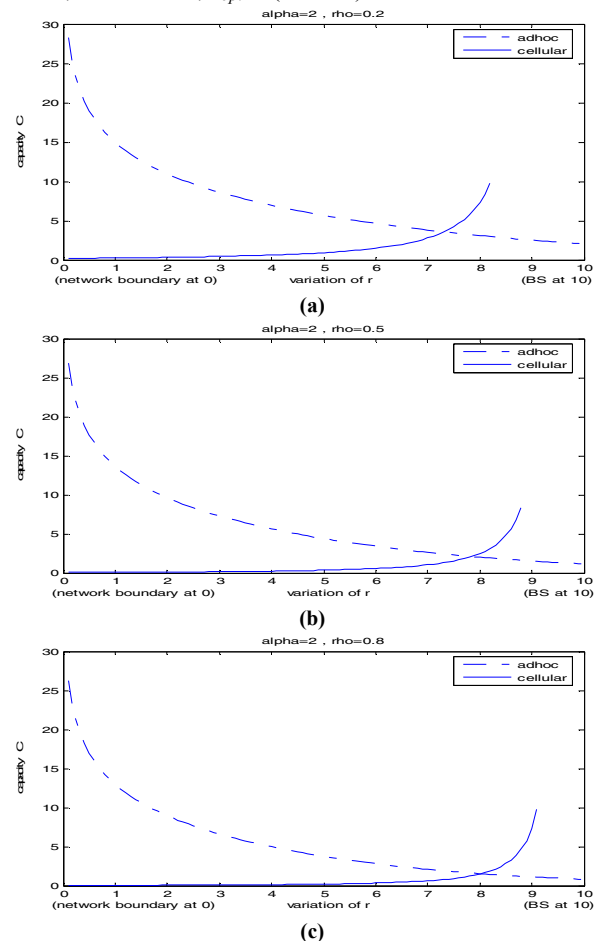 alpha=2 , rho=0.2
30
adhoc
cellular
25
20
15
10
5
0
0 1 2 3 4 5 6 7 8 9 10
(network boundary at 0) variation of r (BS at 10)
(a)
alpha=2 , rho=0.5
30
adhoc
cellular
25
20
15
10
5
0
0 1 2 3 4 5 6 7 8 9 10
(network boundary at 0) variation of r (BS at 10)
(b)
alpha=2 , rho=0.8
30
adhoc
cellular
25
20
15
10
5
0
0 1 2 3 4 5 6 7 8 9 10
(network boundary at 0) variation of r (BS at 10)
(c)